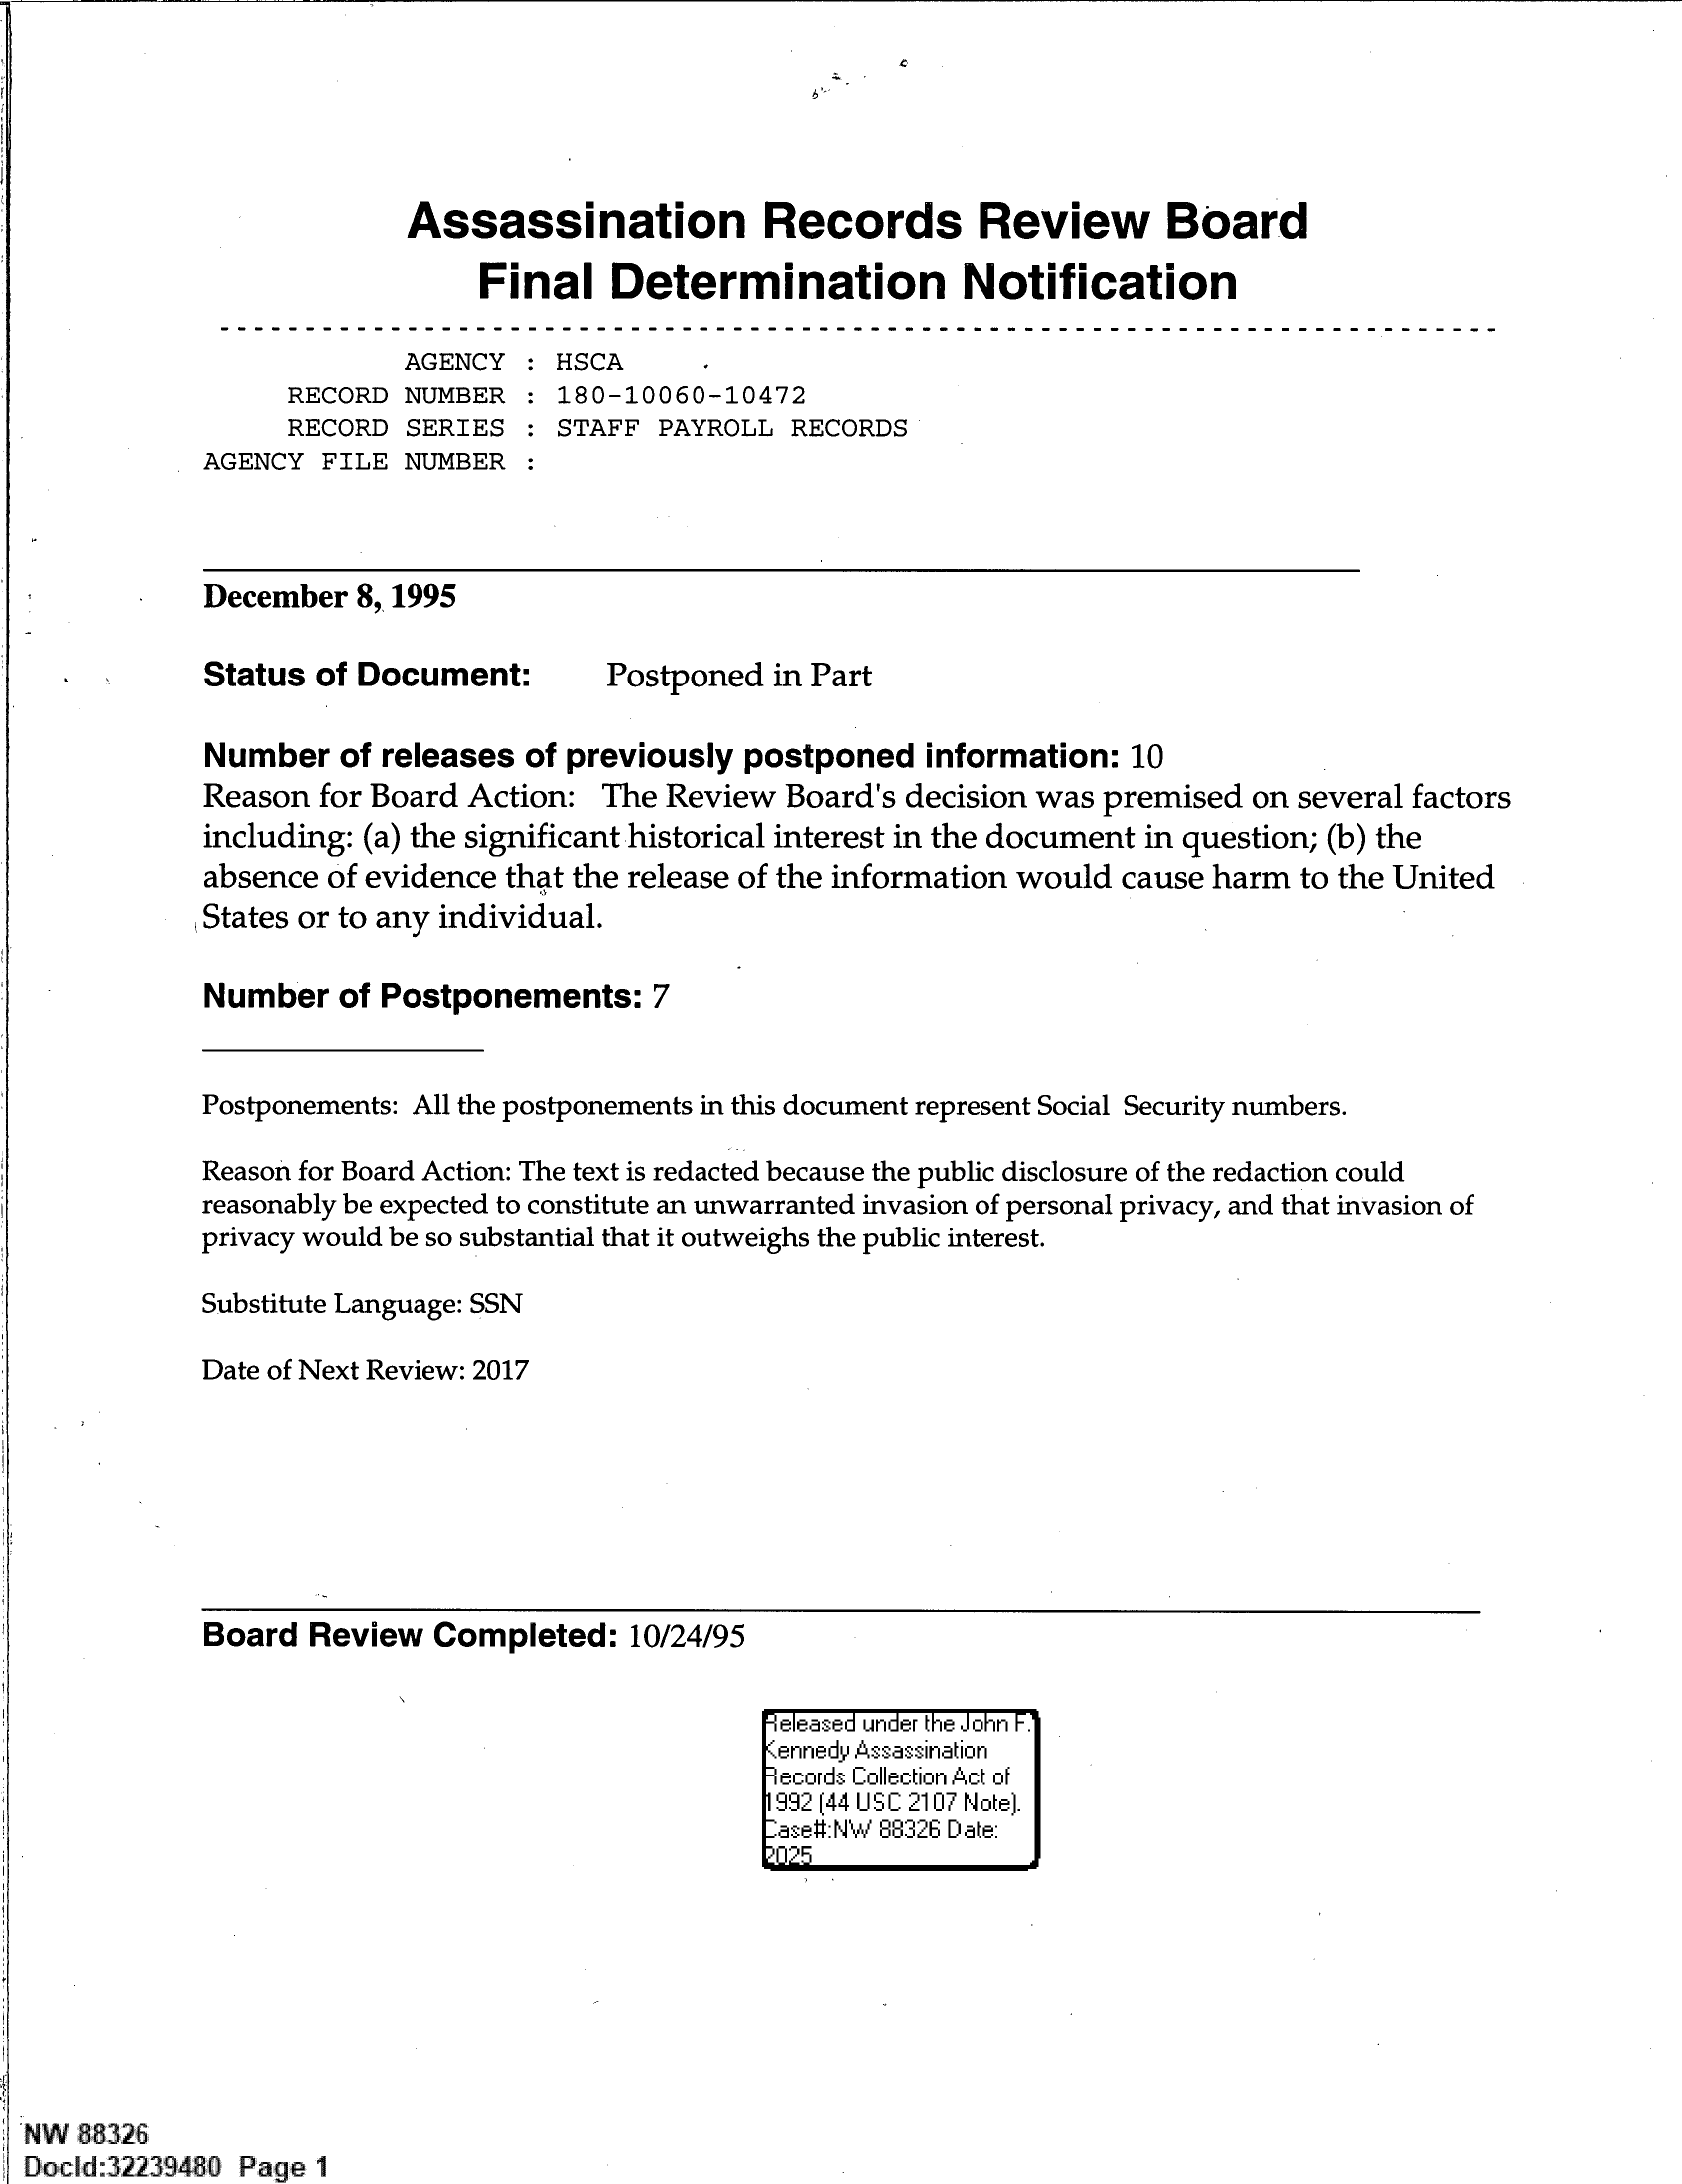 Assassination Records Review Board
Final Determination Notification
AGENCY : HSCA
RECORD NUMBER : 180-10060-10472
RECORD SERIES : STAFF PAYROLL RECORDS
AGENCY FILE NUMBER :
December 8, 1995
Status of Document: Postponed in Part
Number of releases of previously postponed information: 10
Reason for Board Action: The Review Board's decision was premised on several factors
including: (a) the significant historical interest in the document in question; (b) the
absence of evidence that the release of the information would cause harm to the United
States or to any individual.
Number of Postponements: 7
Postponements: All the postponements in this document represent Social Security numbers.
Reason for Board Action: The text is redacted because the public disclosure of the redaction could
reasonably be expected to constitute an unwarranted invasion of personal privacy, and that invasion of
privacy would be so substantial that it outweighs the public interest.
Substitute Language: SSN
Date of Next Review: 2017
Board Review Completed: 10/24/95
Released under the John F.
Kennedy Assassination
Records Collection Act of
1992 (44 USC 2107 Note).
Case#:NW 88326 Date:
2025
NW 88326
DocId:32239480 Page 1